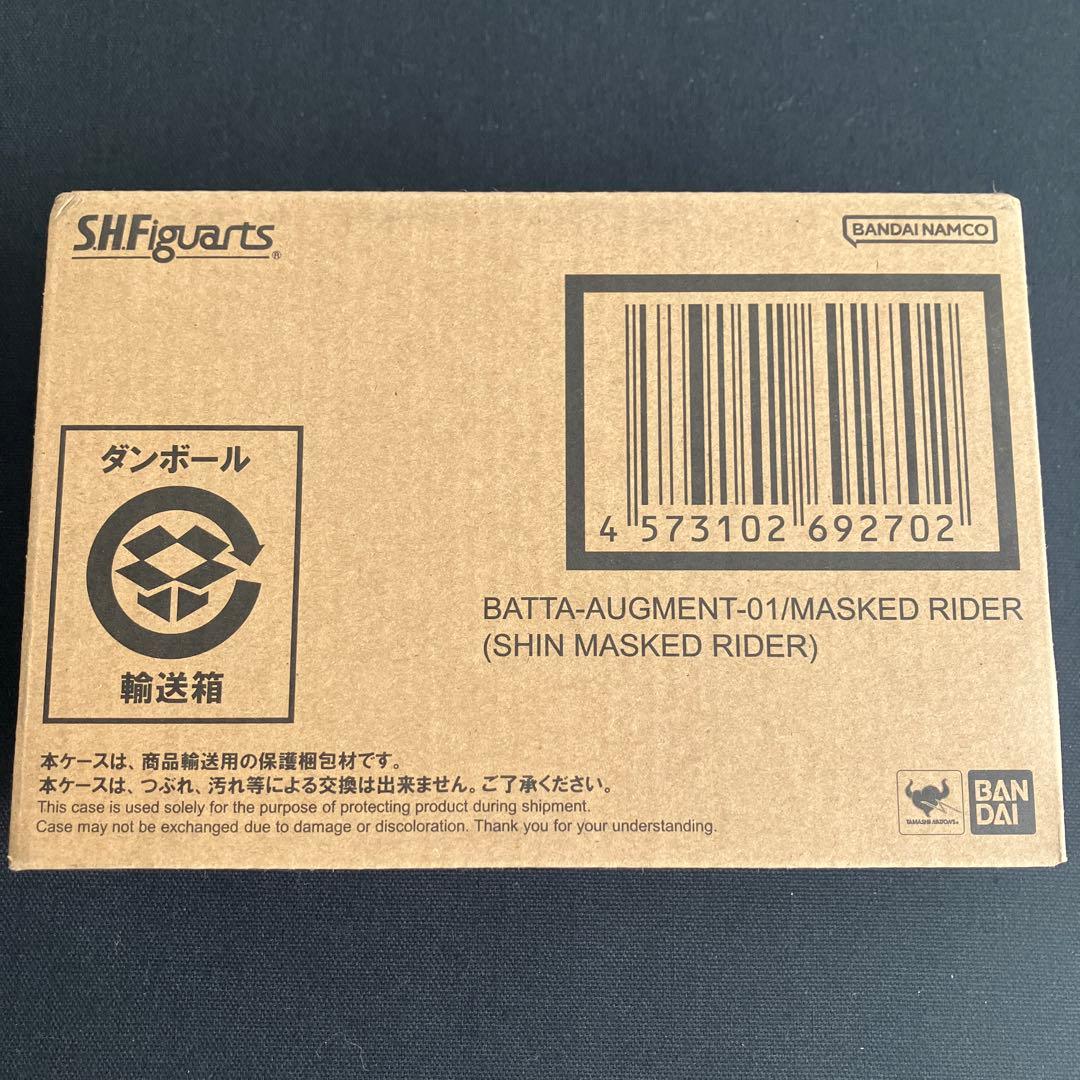 S.H.Figuarts®
BANDAI NAMCO
4 573102 692702
BATTA-AUGMENT-01/MASKED RIDER
(SHIN MASKED RIDER)
ダンボール
輸送箱
本ケースは、商品輸送用の保護梱包材です。
本ケースは、つぶれ、汚れ等による交換は出来ません。ご了承ください。
This case is used solely for the purpose of protecting product during shipment.
Case may not be exchanged due to damage or discoloration. Thank you for your understanding.
TAMASHII NATIONS
BAN
DAI